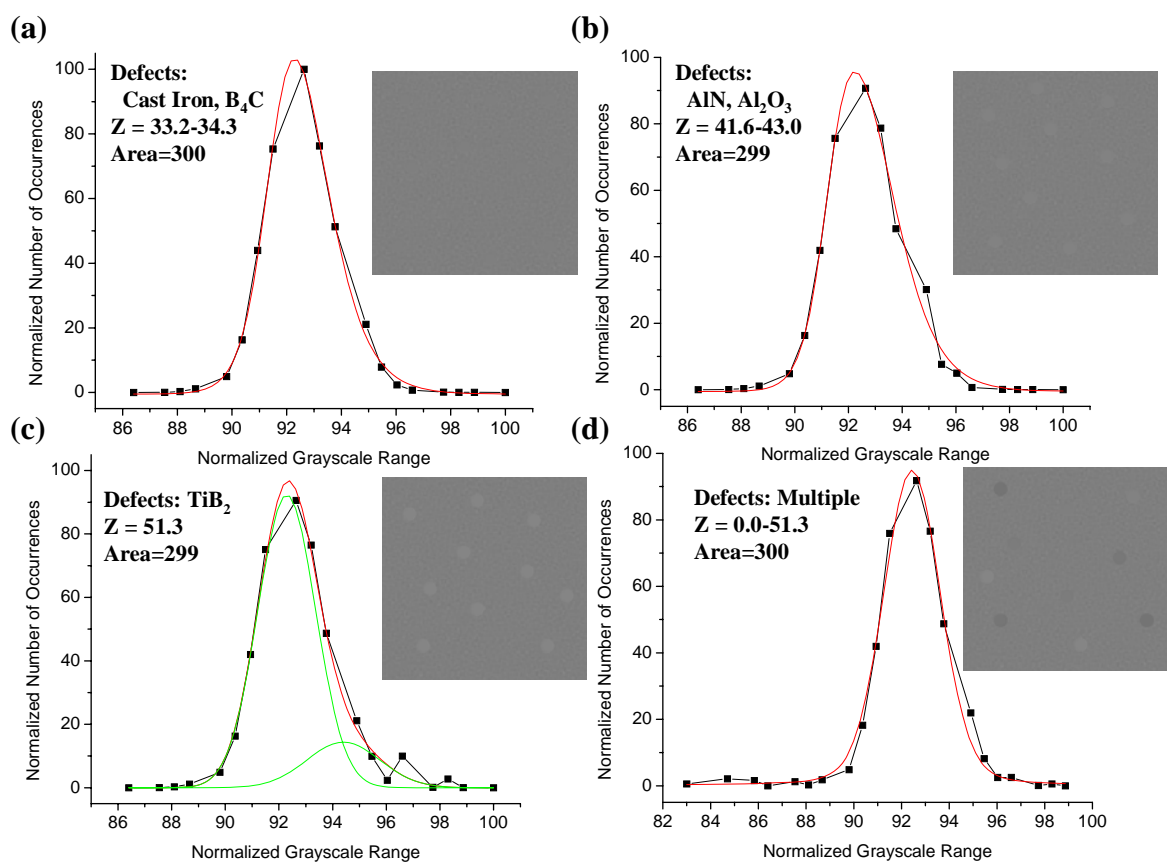 (a)
Defects:
Cast Iron, B₄C
Z = 33.2-34.3
Area=300
Normalized Number of Occurrences
100
80
60
40
20
0
86 88 90 92 94 96 98 100
Normalized Grayscale Range
(b)
Defects:
AlN, Al₂O₃
Z = 41.6-43.0
Area=299
Normalized Number of Occurrences
100
80
60
40
20
0
86 88 90 92 94 96 98 100
Normalized Grayscale Range
(c)
Defects: TiB₂
Z = 51.3
Area=299
Normalized Number of Occurrences
100
80
60
40
20
0
86 88 90 92 94 96 98 100
Normalized Grayscale Range
(d)
Defects: Multiple
Z = 0.0-51.3
Area=300
Normalized Number of Occurrences
100
80
60
40
20
0
82 84 86 88 90 92 94 96 98 100
Normalized Grayscale Range